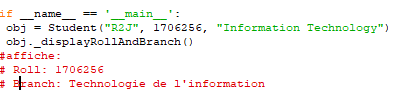 if __name__ == '__main__':
 obj = Student("R2J", 1706256, "Information Technology")
 obj._displayRollAndBranch()
#affiche:
# Roll: 1706256
# Branch: Technologie de l'information